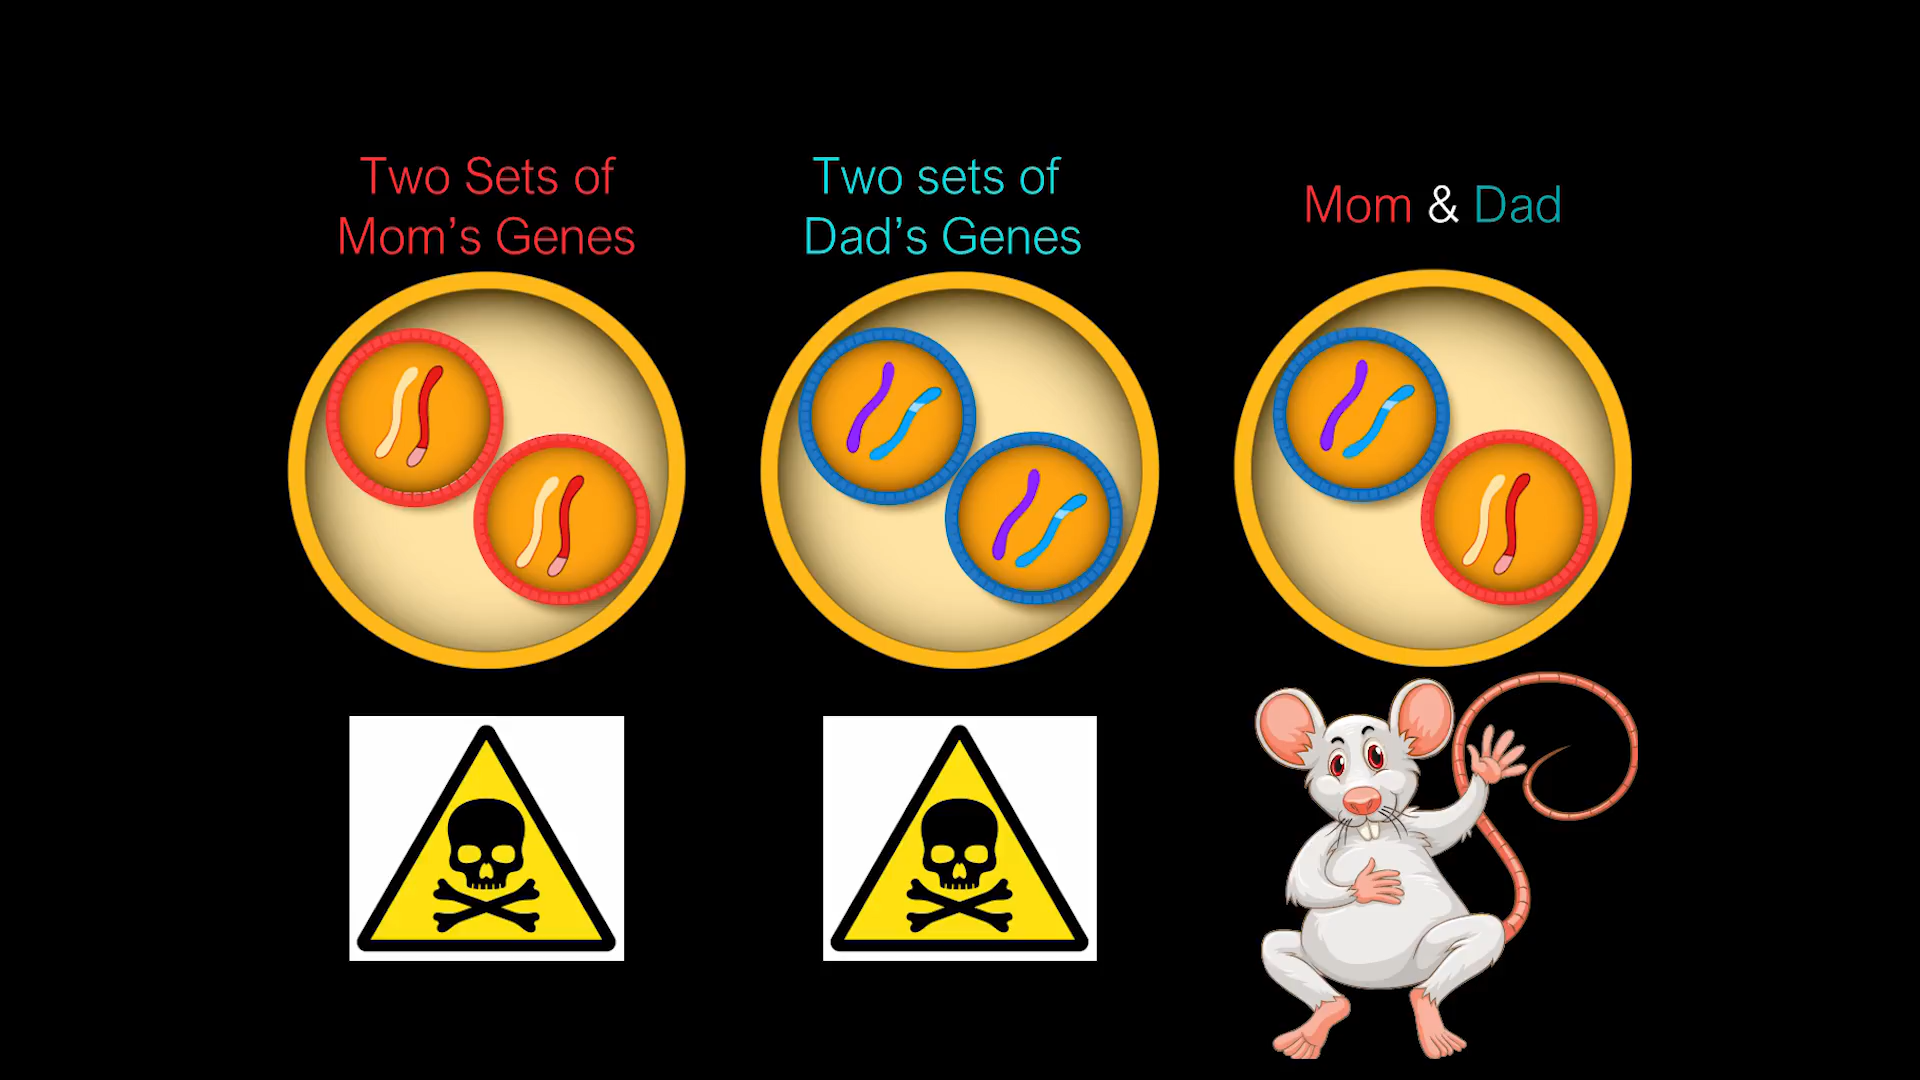 Two Sets of
Mom’s Genes
Two sets of
Dad’s Genes
Mom & Dad